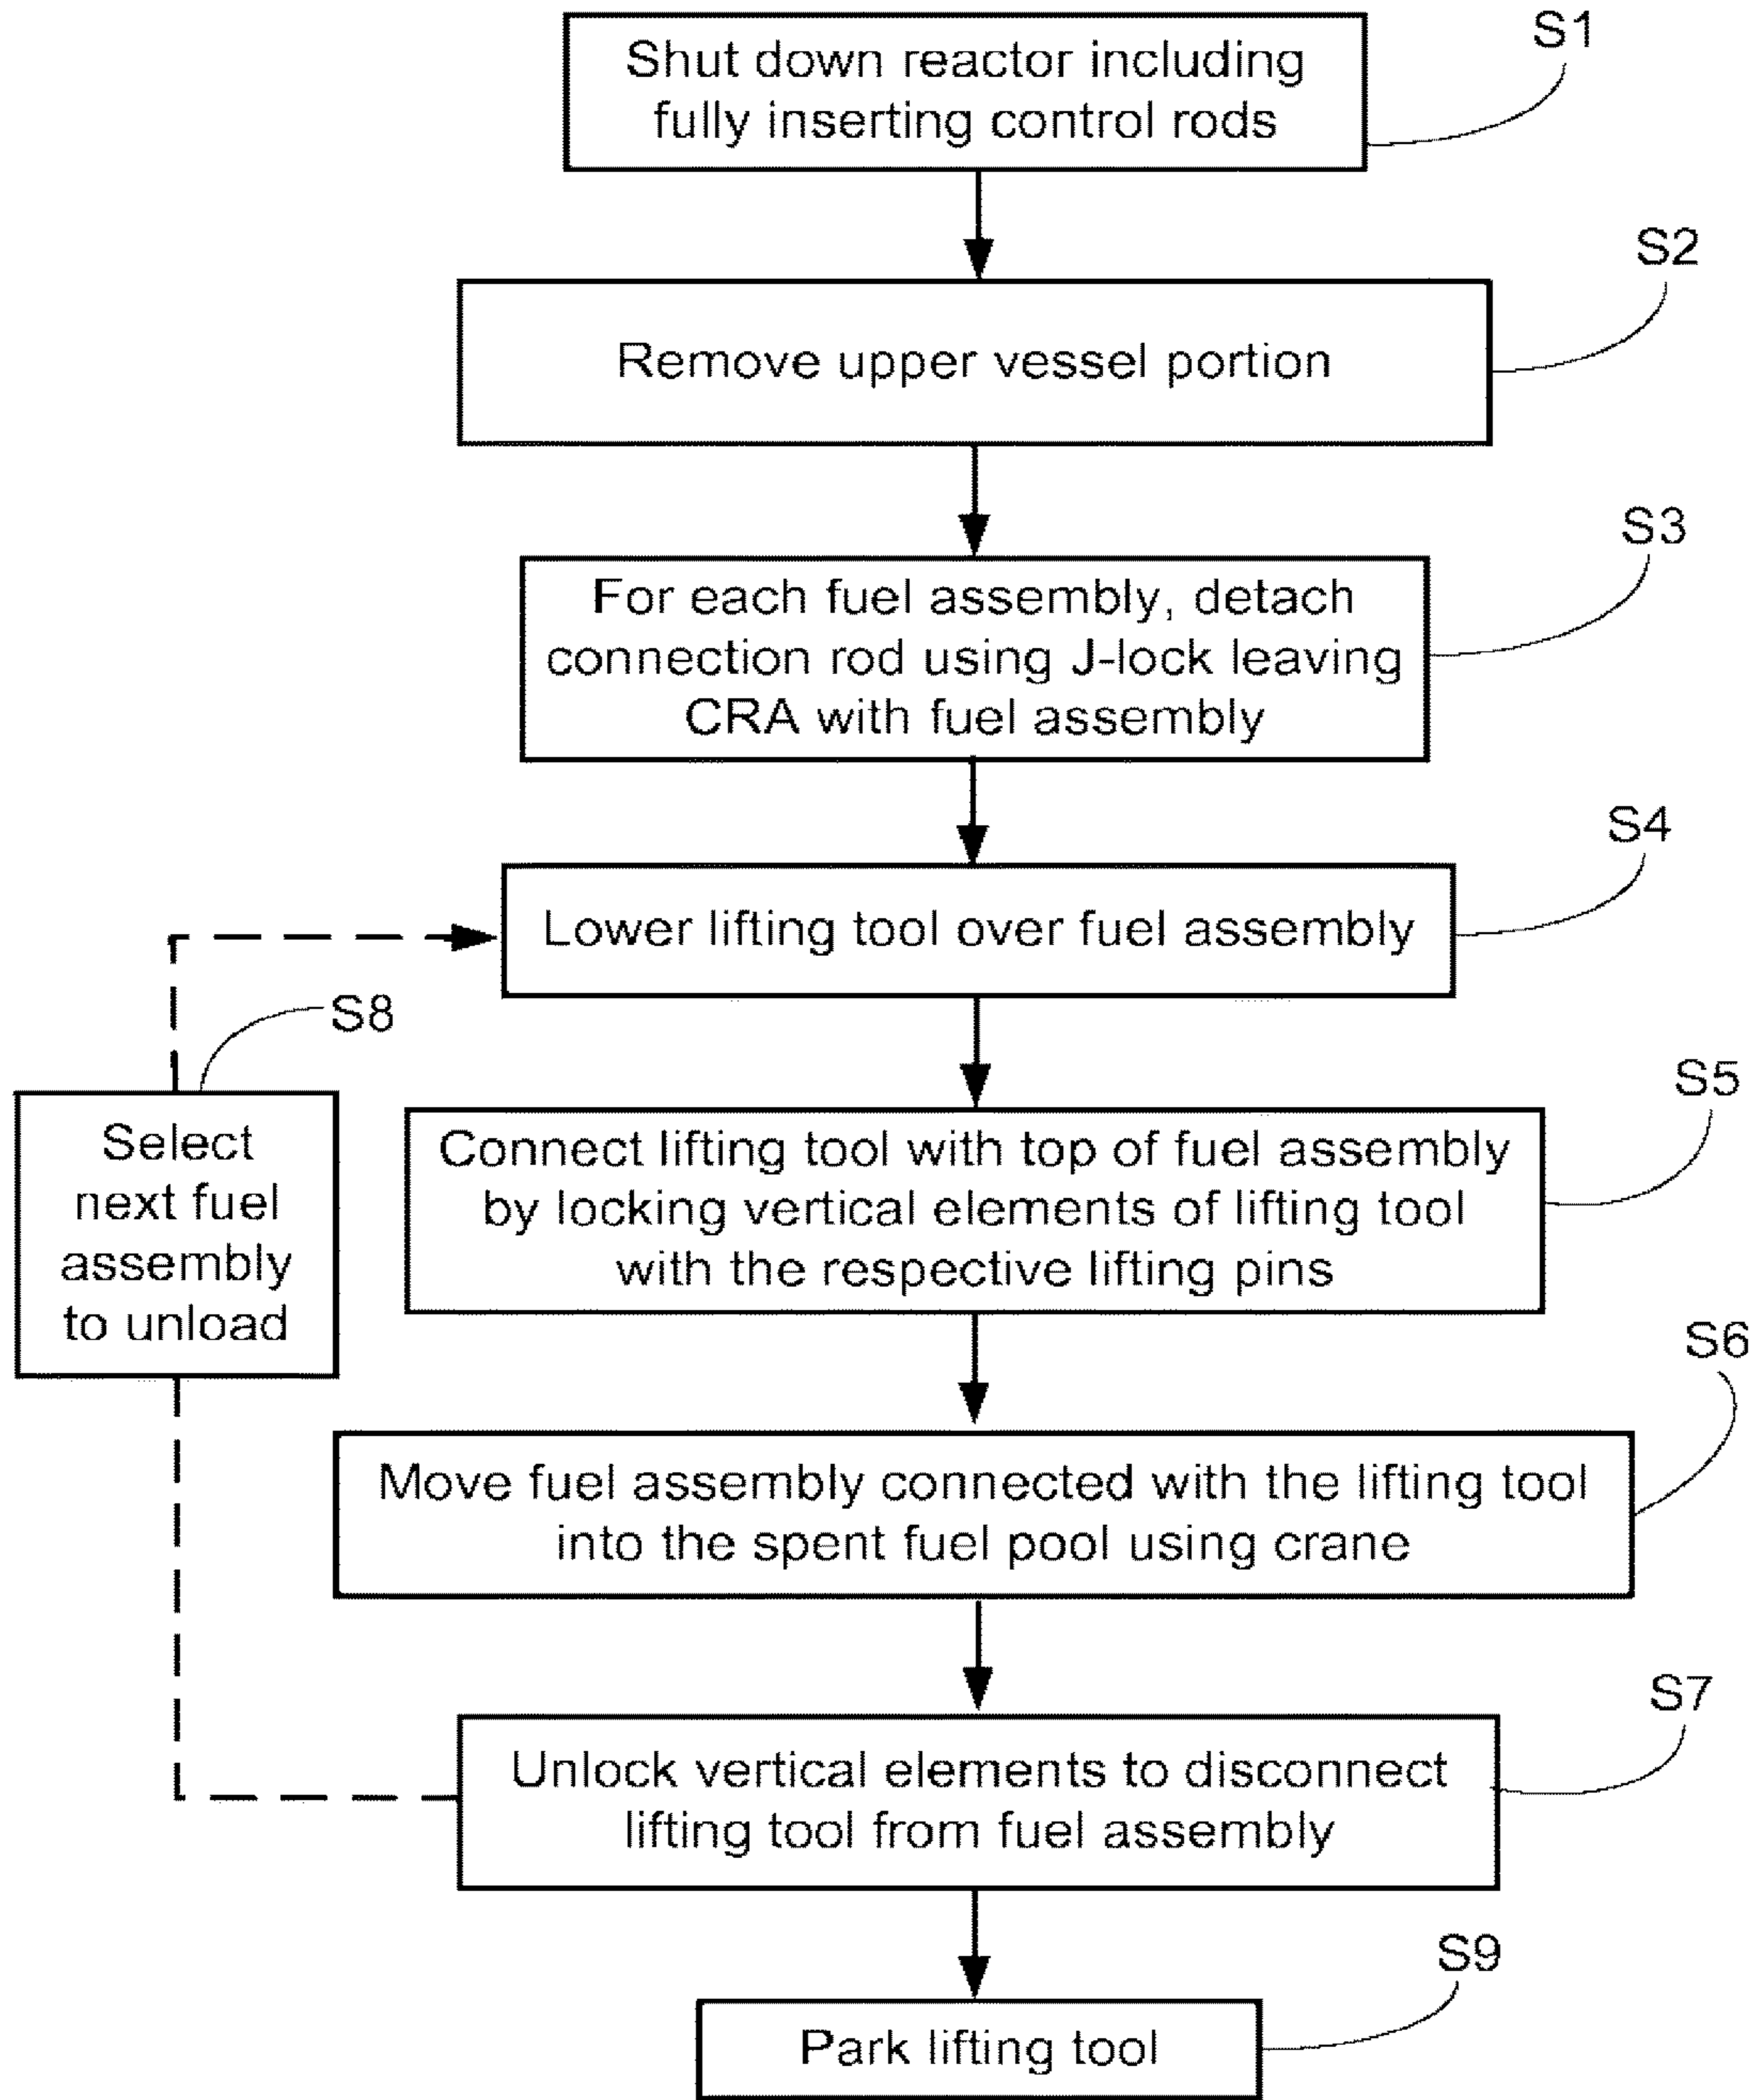 S1
Shut down reactor including
fully inserting control rods
S2
Remove upper vessel portion
S3
For each fuel assembly, detach
connection rod using J-lock leaving
CRA with fuel assembly
S4
Lower lifting tool over fuel assembly
S8
Select
next fuel
assembly
to unload
S5
Connect lifting tool with top of fuel assembly
by locking vertical elements of lifting tool
with the respective lifting pins
S6
Move fuel assembly connected with the lifting tool
into the spent fuel pool using crane
S7
Unlock vertical elements to disconnect
lifting tool from fuel assembly
S9
Park lifting tool